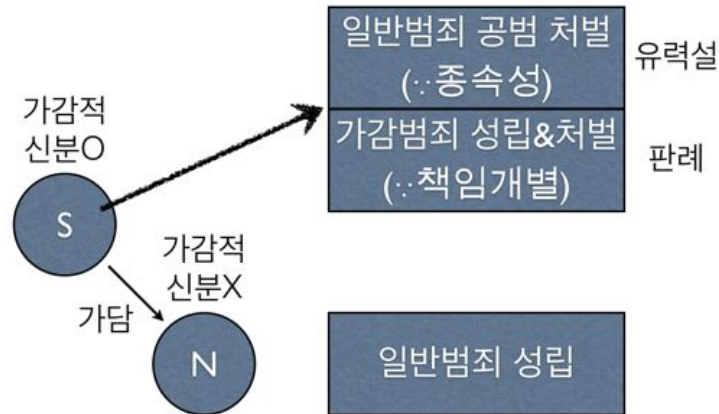 일반범죄 공범 처벌
(∵종속성)
유력설
가감범죄 성립&처벌
(∵책임개별)
판례
가감적
신분O
S
가담
가감적
신분X
N
일반범죄 성립